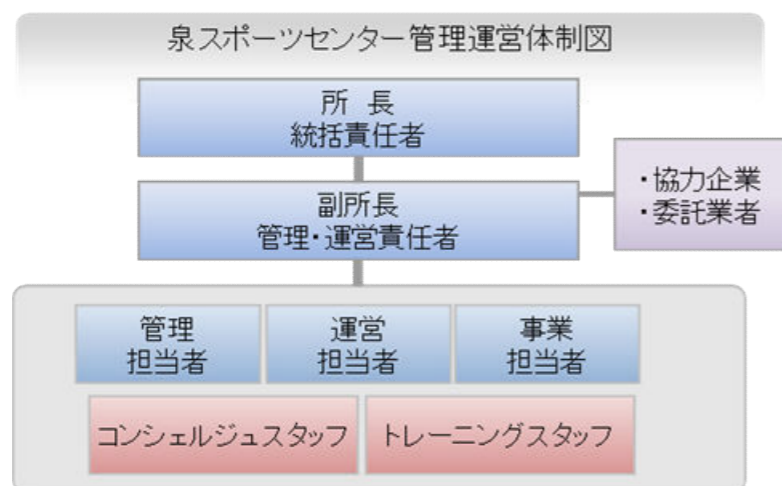 泉スポーツセンター管理運営体制図
所 長
統括責任者
副所長
管理・運営責任者
・協力企業
・委託業者
管理
担当者
運営
担当者
事業
担当者
コンシェルジュスタッフ
トレーニングスタッフ